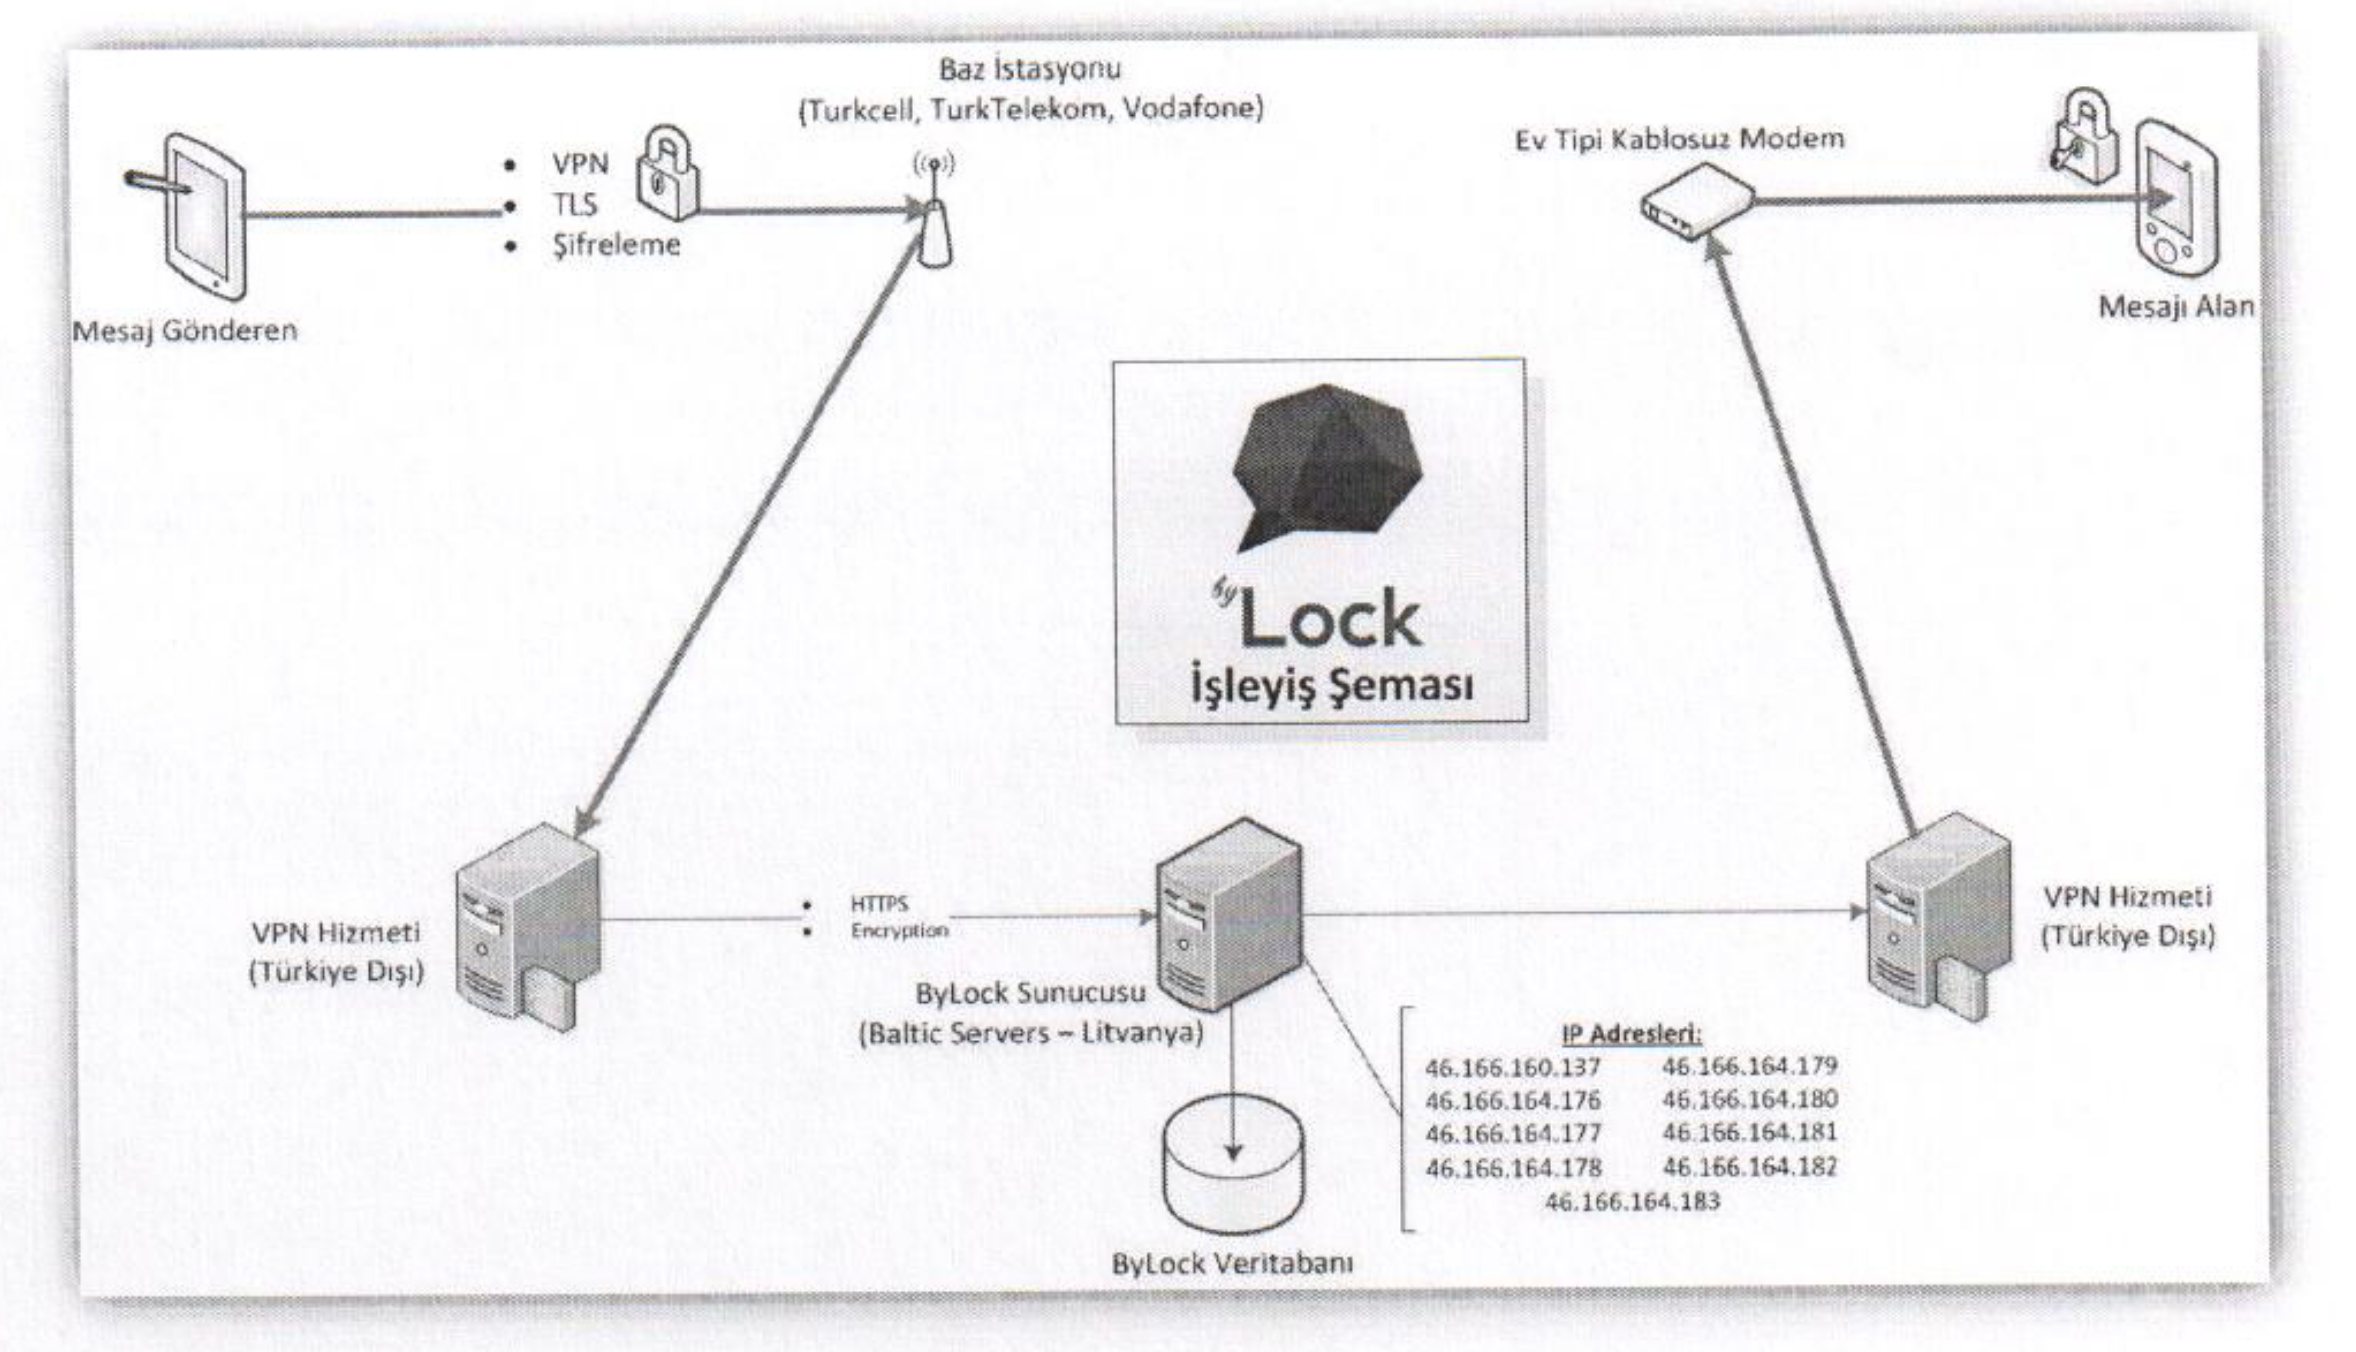 Baz İstasyonu
(Turkcell, TurkTelekom, Vodafone)
• VPN
• TLS
• Şifreleme
Mesaj Gönderen
Ev Tipi Kablosuz Modem
Mesajı Alan
by Lock
İşleyiş Şeması
VPN Hizmeti
(Türkiye Dışı)
• HTTPS
• Encryption
ByLock Sunucusu
(Baltic Servers – Litvanya)
VPN Hizmeti
(Türkiye Dışı)
IP Adresleri:
46.166.160.137 46.166.164.179
46.166.164.176 46.166.164.180
46.166.164.177 46.166.164.181
46.166.164.178 46.166.164.182
46.166.164.183
ByLock Veritabanı